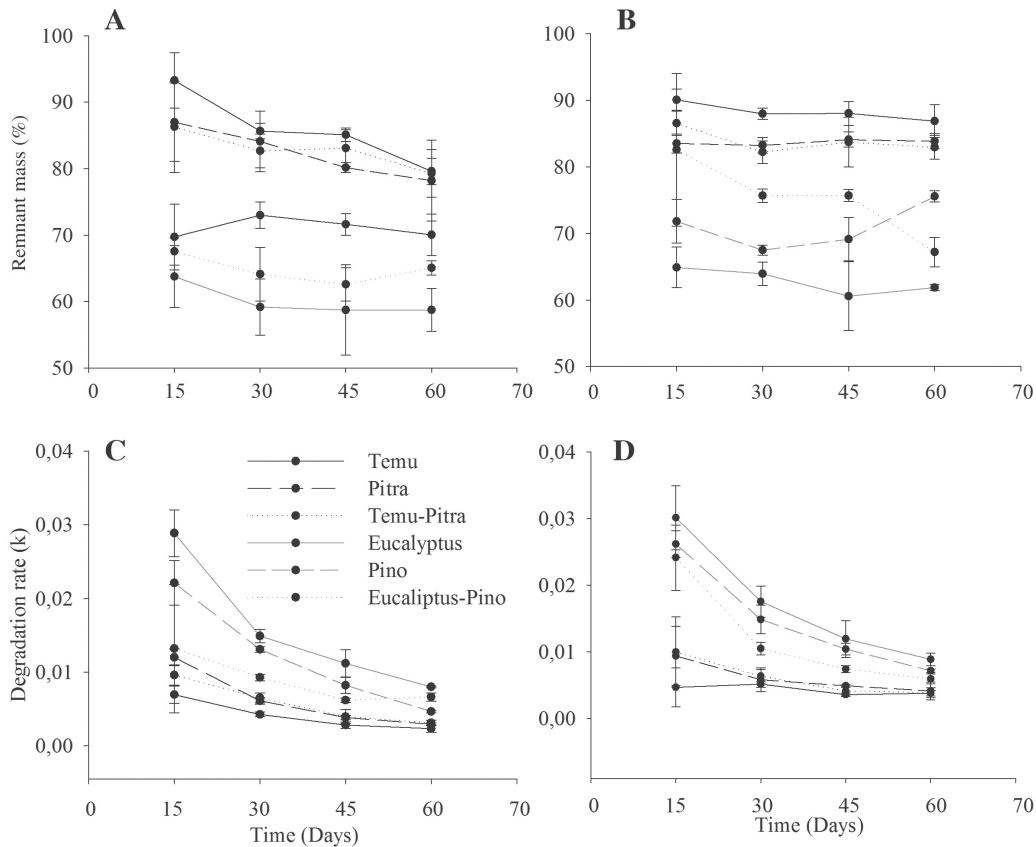 A
B
Remnant mass (%)
100
90
80
70
60
50
0 15 30 45 60 70
100
90
80
70
60
50
0 15 30 45 60 70
C
D
Degradation rate (k)
0,04
0,03
0,02
0,01
0,00
0 15 30 45 60 70
Time (Days)
Temu
Pitra
Temu-Pitra
Eucalyptus
Pino
Eucaliptus-Pino
0,04
0,03
0,02
0,01
0,00
0 15 30 45 60 70
Time (Days)